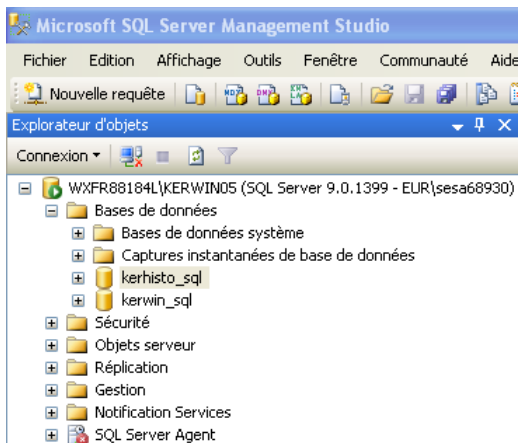 Microsoft SQL Server Management Studio
Fichier Edition Affichage Outils Fenêtre Communauté Aide
Nouvelle requête
Explorateur d'objets
Connexion
WXFR88184L\KERWIN05 (SQL Server 9.0.1399 - EUR\sesa68930)
Bases de données
Bases de données système
Captures instantanées de base de données
kerhisto_sql
kerwin_sql
Sécurité
Objets serveur
Réplication
Gestion
Notification Services
SQL Server Agent